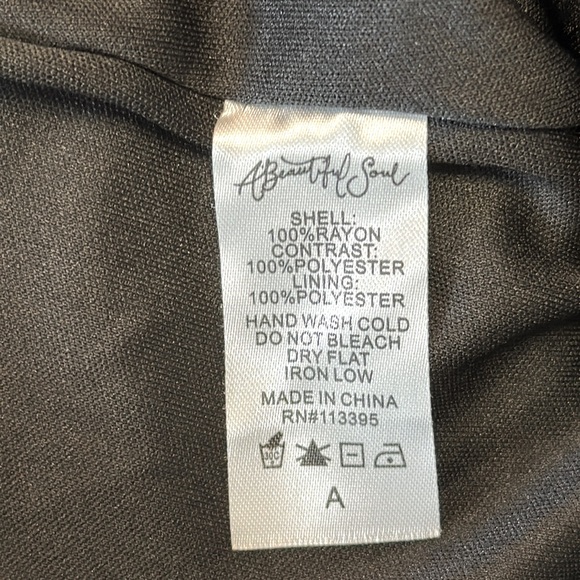 A Beautiful Soul
SHELL:
100%RAYON
CONTRAST:
100%POLYESTER
LINING:
100%POLYESTER
HAND WASH COLD
DO NOT BLEACH
DRY FLAT
IRON LOW
MADE IN CHINA
RN#113395
30C
A